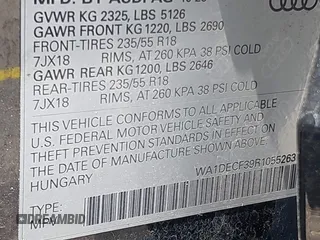 GVWR KG 2325, LBS 5126
GAWR FRONT KG 1220, LBS 2690
FRONT-TIRES 235/55 R18
7JX18 RIMS, AT 260 KPA 38 PSI COLD
GAWR REAR KG 1200, LBS 2646
REAR-TIRES 235/55 R18
7JX18 RIMS, AT 260 KPA 38 PSI COLD
THIS VEHICLE CONFORMS TO ALL APPLICABLE
U.S. FEDERAL MOTOR VEHICLE SAFETY AND
THEFT PREVENTION STANDARDS IN EFFECT ON
THE DATE OF MANUFACTURE SHOWN ABOVE
HUNGARY
WA1DECF39R1055263
DREAMBID